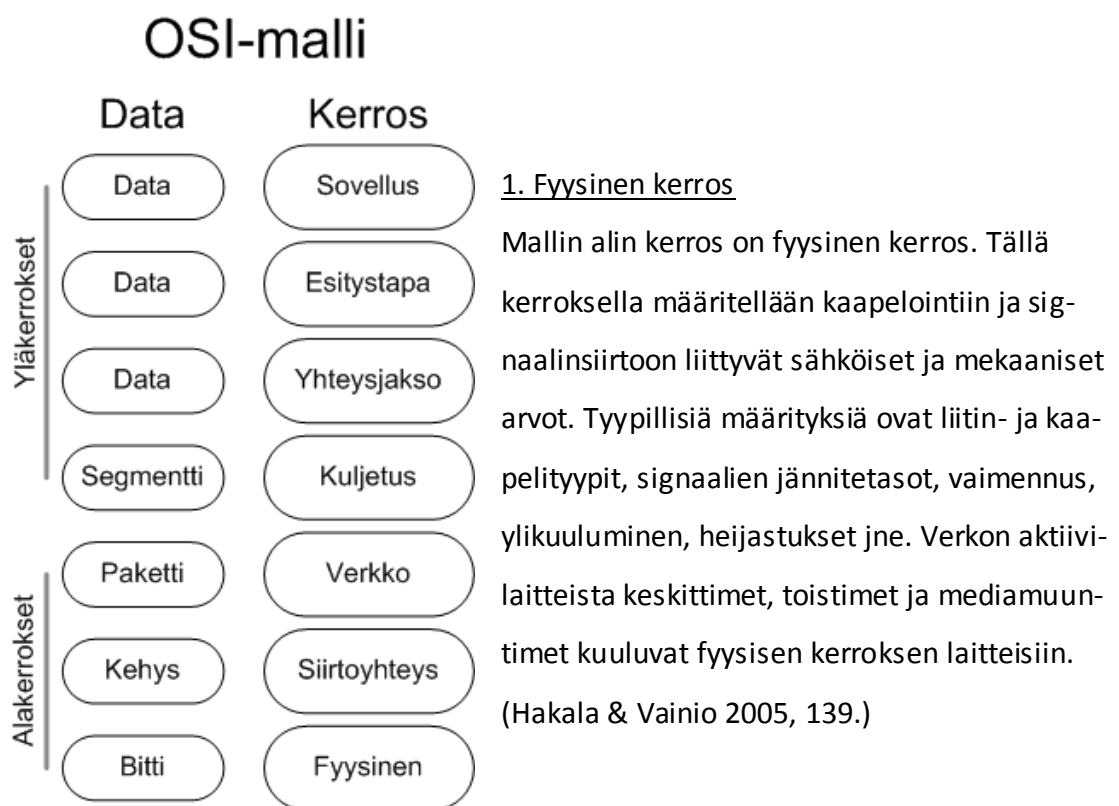 OSI-malli
Data Kerros
Yläkerrokset
Data Sovellus
Data Esitystapa
Data Yhteysjakso
Segmentti Kuljetus
Alakerrokset
Paketti Verkko
Kehys Siirtoyhteys
Bitti Fyysinen
1. Fyysinen kerros
Mallin alin kerros on fyysinen kerros. Tällä
kerroksella määritellään kaapelointiin ja sig-
naalinsiirtoon liittyvät sähköiset ja mekaaniset
arvot. Tyypillisiä määrityksiä ovat liitin- ja kaa-
pelityypit, signaalien jännitetasot, vaimennus,
ylikuuluminen, heijastukset jne. Verkon aktiivi-
laitteista keskittimet, toistimet ja mediamuun-
timet kuuluvat fyysisen kerroksen laitteisiin.
(Hakala & Vainio 2005, 139.)